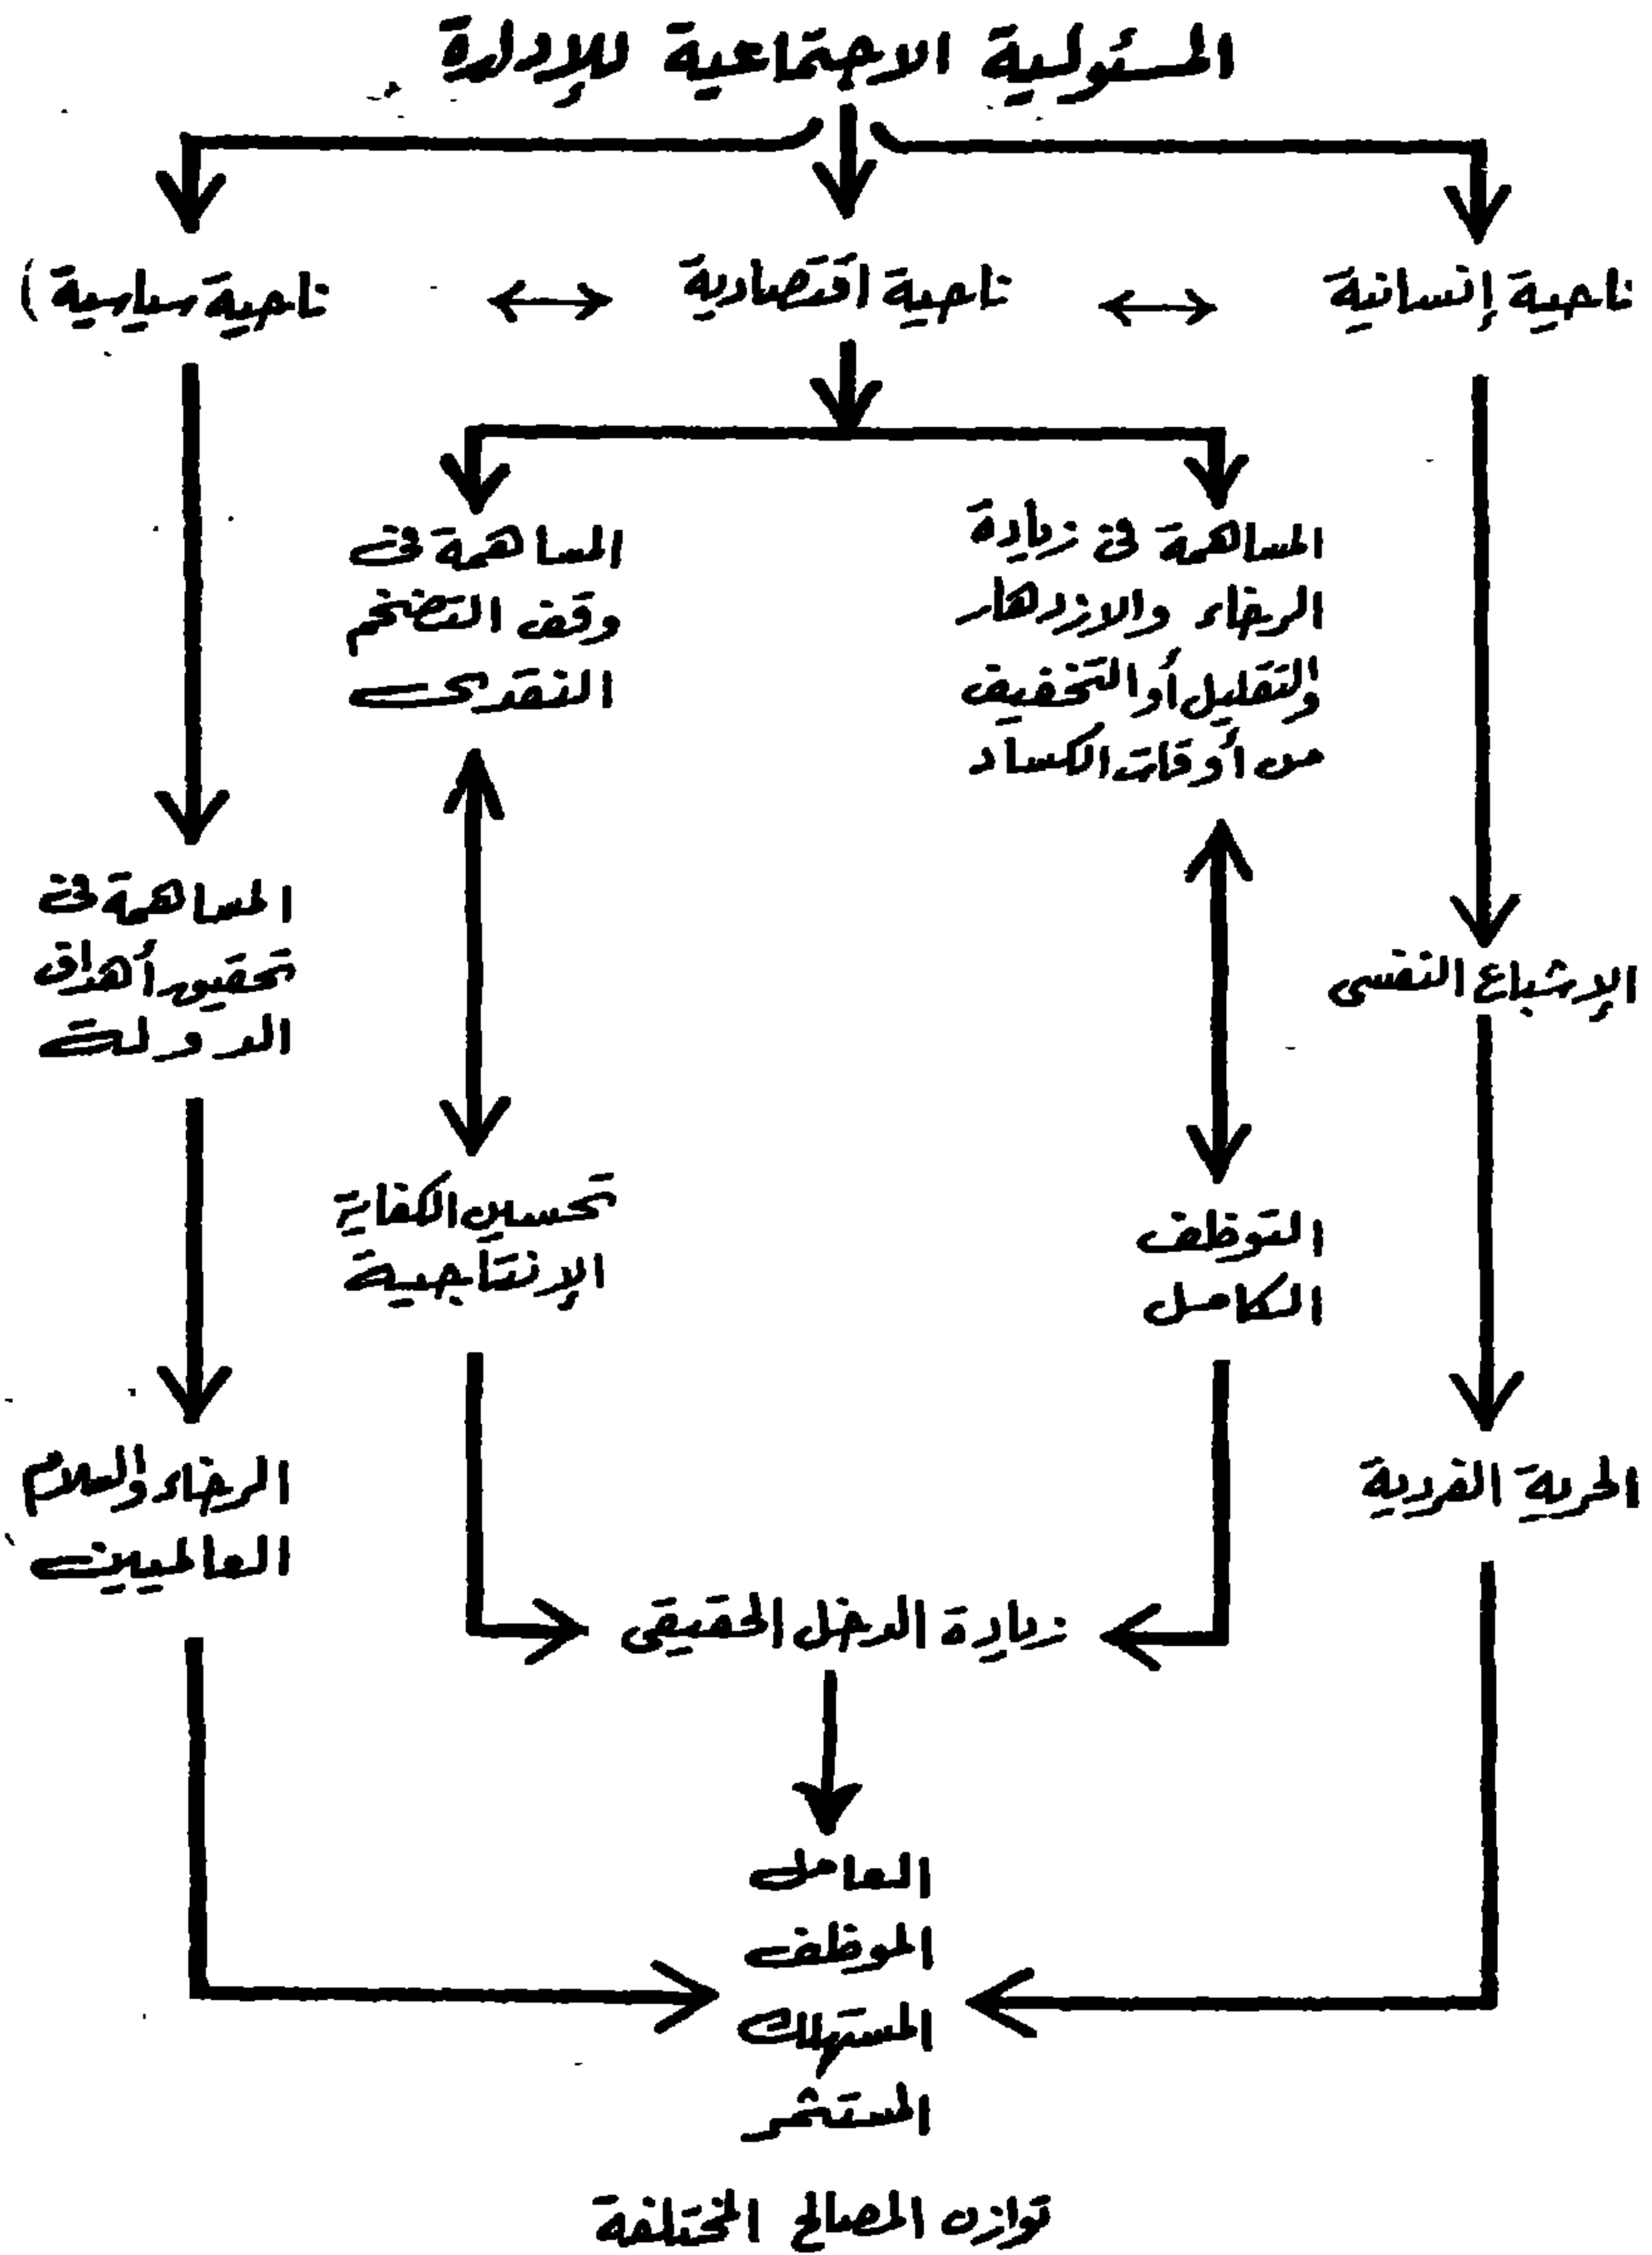 المسئولية الاجتماعية للإدارة
ناحية إنسانية
ناحية اقتصادية
ناحية سياسية)
المساهمة فى زيادة
الرخاء والازدهار
والتقليل أو التخفيف
من أوقات الكساد
المساهمة فى
وقف التضخم
النقدى
المساهمة فى
تحقيق أهداف
الدولة
الإشباع النفسى
التوظف
الكامل
تحسين الكفاية
الإنتاجية
الحرية الفردية
الرخاء والسلام
العالميين
زيادة الدخل الحقيقى
العامل
الموظف
المستهلك
المستثمر
توازن المصالح المختلفة